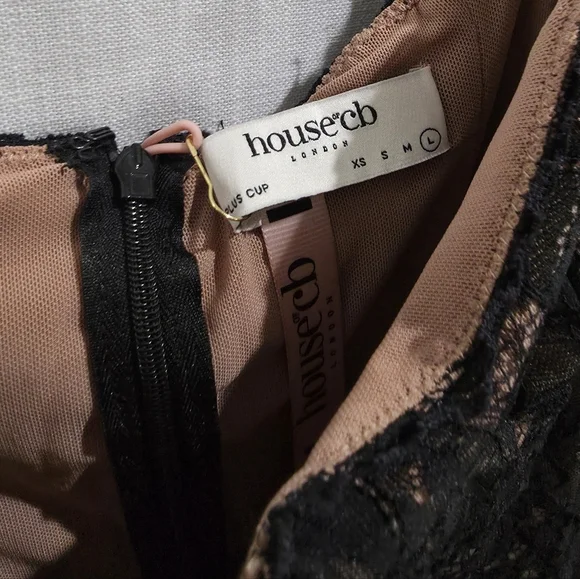 house of cb
LONDON
XS S M L
PLUS CUP
house of cb
LONDON